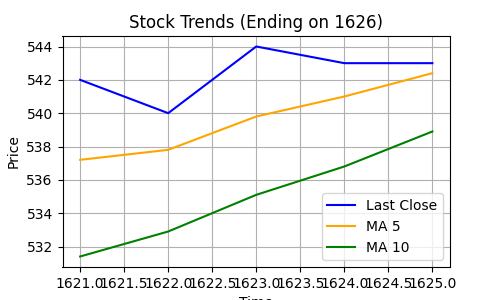 Stock Trends (Ending on 1626)
544
542
540
538
536
534
532
Price
Last Close
MA 5
MA 10
1621.0 1621.5 1622.0 1622.5 1623.0 1623.5 1624.0 1624.5 1625.0
Time